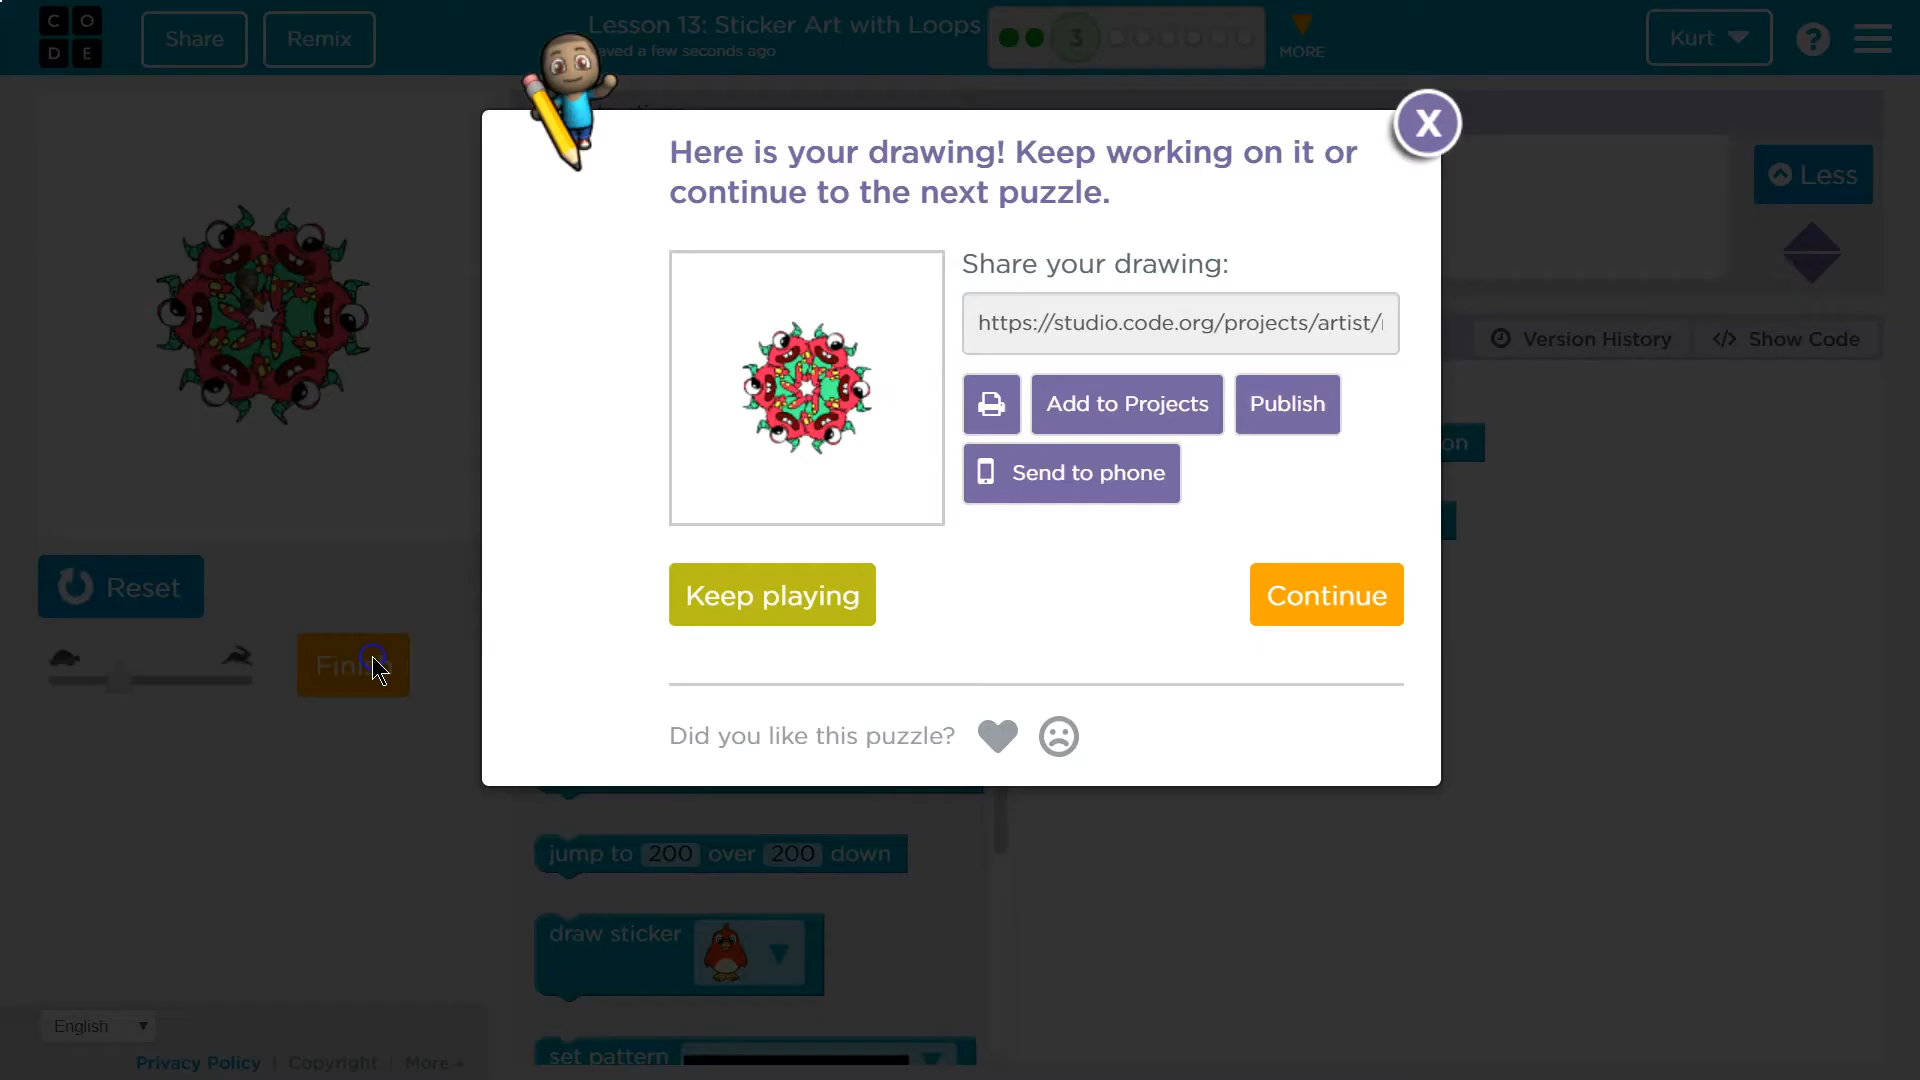 C O
D E
Share
Remix
Lesson 13: Sticker Art with Loops
aved a few seconds ago
3
MORE
Kurt
?
Here is your drawing! Keep working on it or
continue to the next puzzle.
X
Less
Share your drawing:
https://studio.code.org/projects/artist/
Version History
</> Show Code
Add to Projects
Publish
on
Send to phone
Reset
Keep playing
Continue
Fini
Did you like this puzzle?
jump to 200 over 200 down
draw sticker
English
set pattern
Privacy Policy | Copyright | More